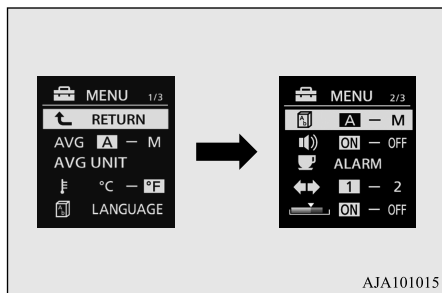 MENU 1/3
RETURN
AVG A – M
AVG UNIT
°C – °F
LANGUAGE
MENU 2/3
A – M
ON – OFF
ALARM
1 – 2
ON – OFF
AJA101015